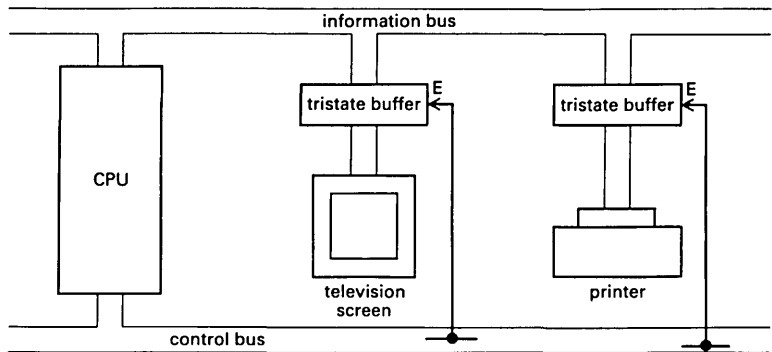 information bus
E
E
tristate buffer
tristate buffer
CPU
television
screen
printer
control bus